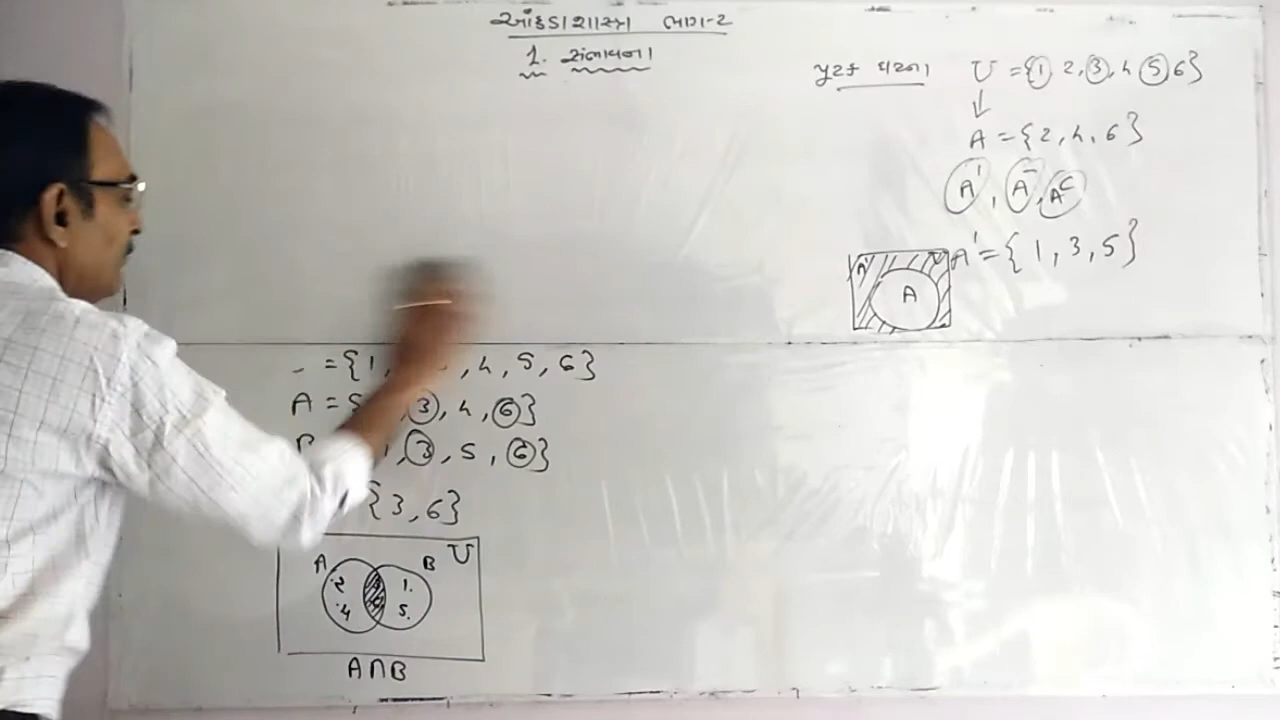 આંકડાશાસ્ત્ર ભાગ-2
1. સંભાવના
પુરક ઘટના U = {1 2, 3, 4 5 6}
↓
A = {2, 4, 6}
A', A̅, Aᶜ
A' = {1, 3, 5}
A' U
A
= {1, , 4, 5, 6}
A = { , 3, 4, 6}
B 1, 3, 5, 6}
{3, 6}
A B U
2 1.
4 5.
A∩B